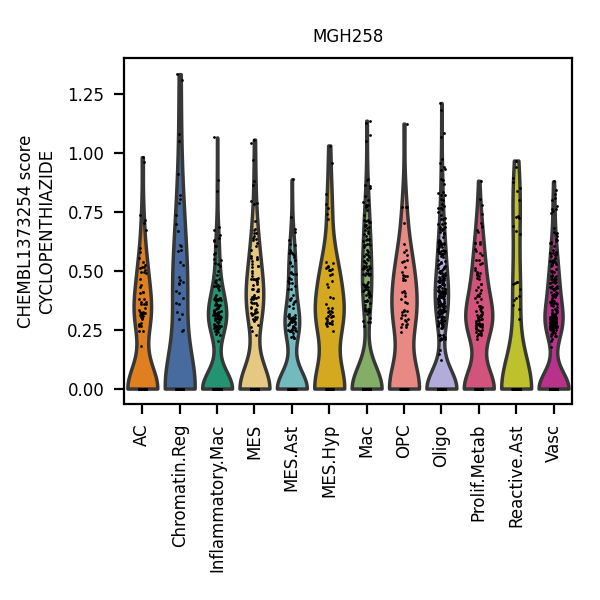 MGH258
CHEMBL1373254 score
CYCLOPENTHIAZIDE
1.25
1.00
0.75
0.50
0.25
0.00
AC
Chromatin.Reg
Inflammatory.Mac
MES
MES.Ast
MES.Hyp
Mac
OPC
Oligo
Prolif.Metab
Reactive.Ast
Vasc